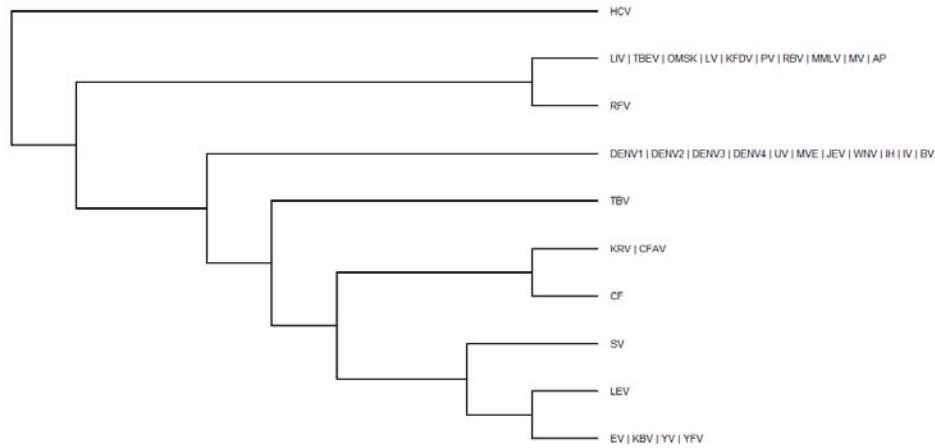 HCV
LIV | TBEV | OMSK | LV | KFDV | PV | RBV | MMLV | MV | AP
RFV
DENV1 | DENV2 | DENV3 | DENV4 | UV | MVE | JEV | WNV | IH | IV | BV
TBV
KRV | CFAV
CF
SV
LEV
EV | KBV | YV | YFV